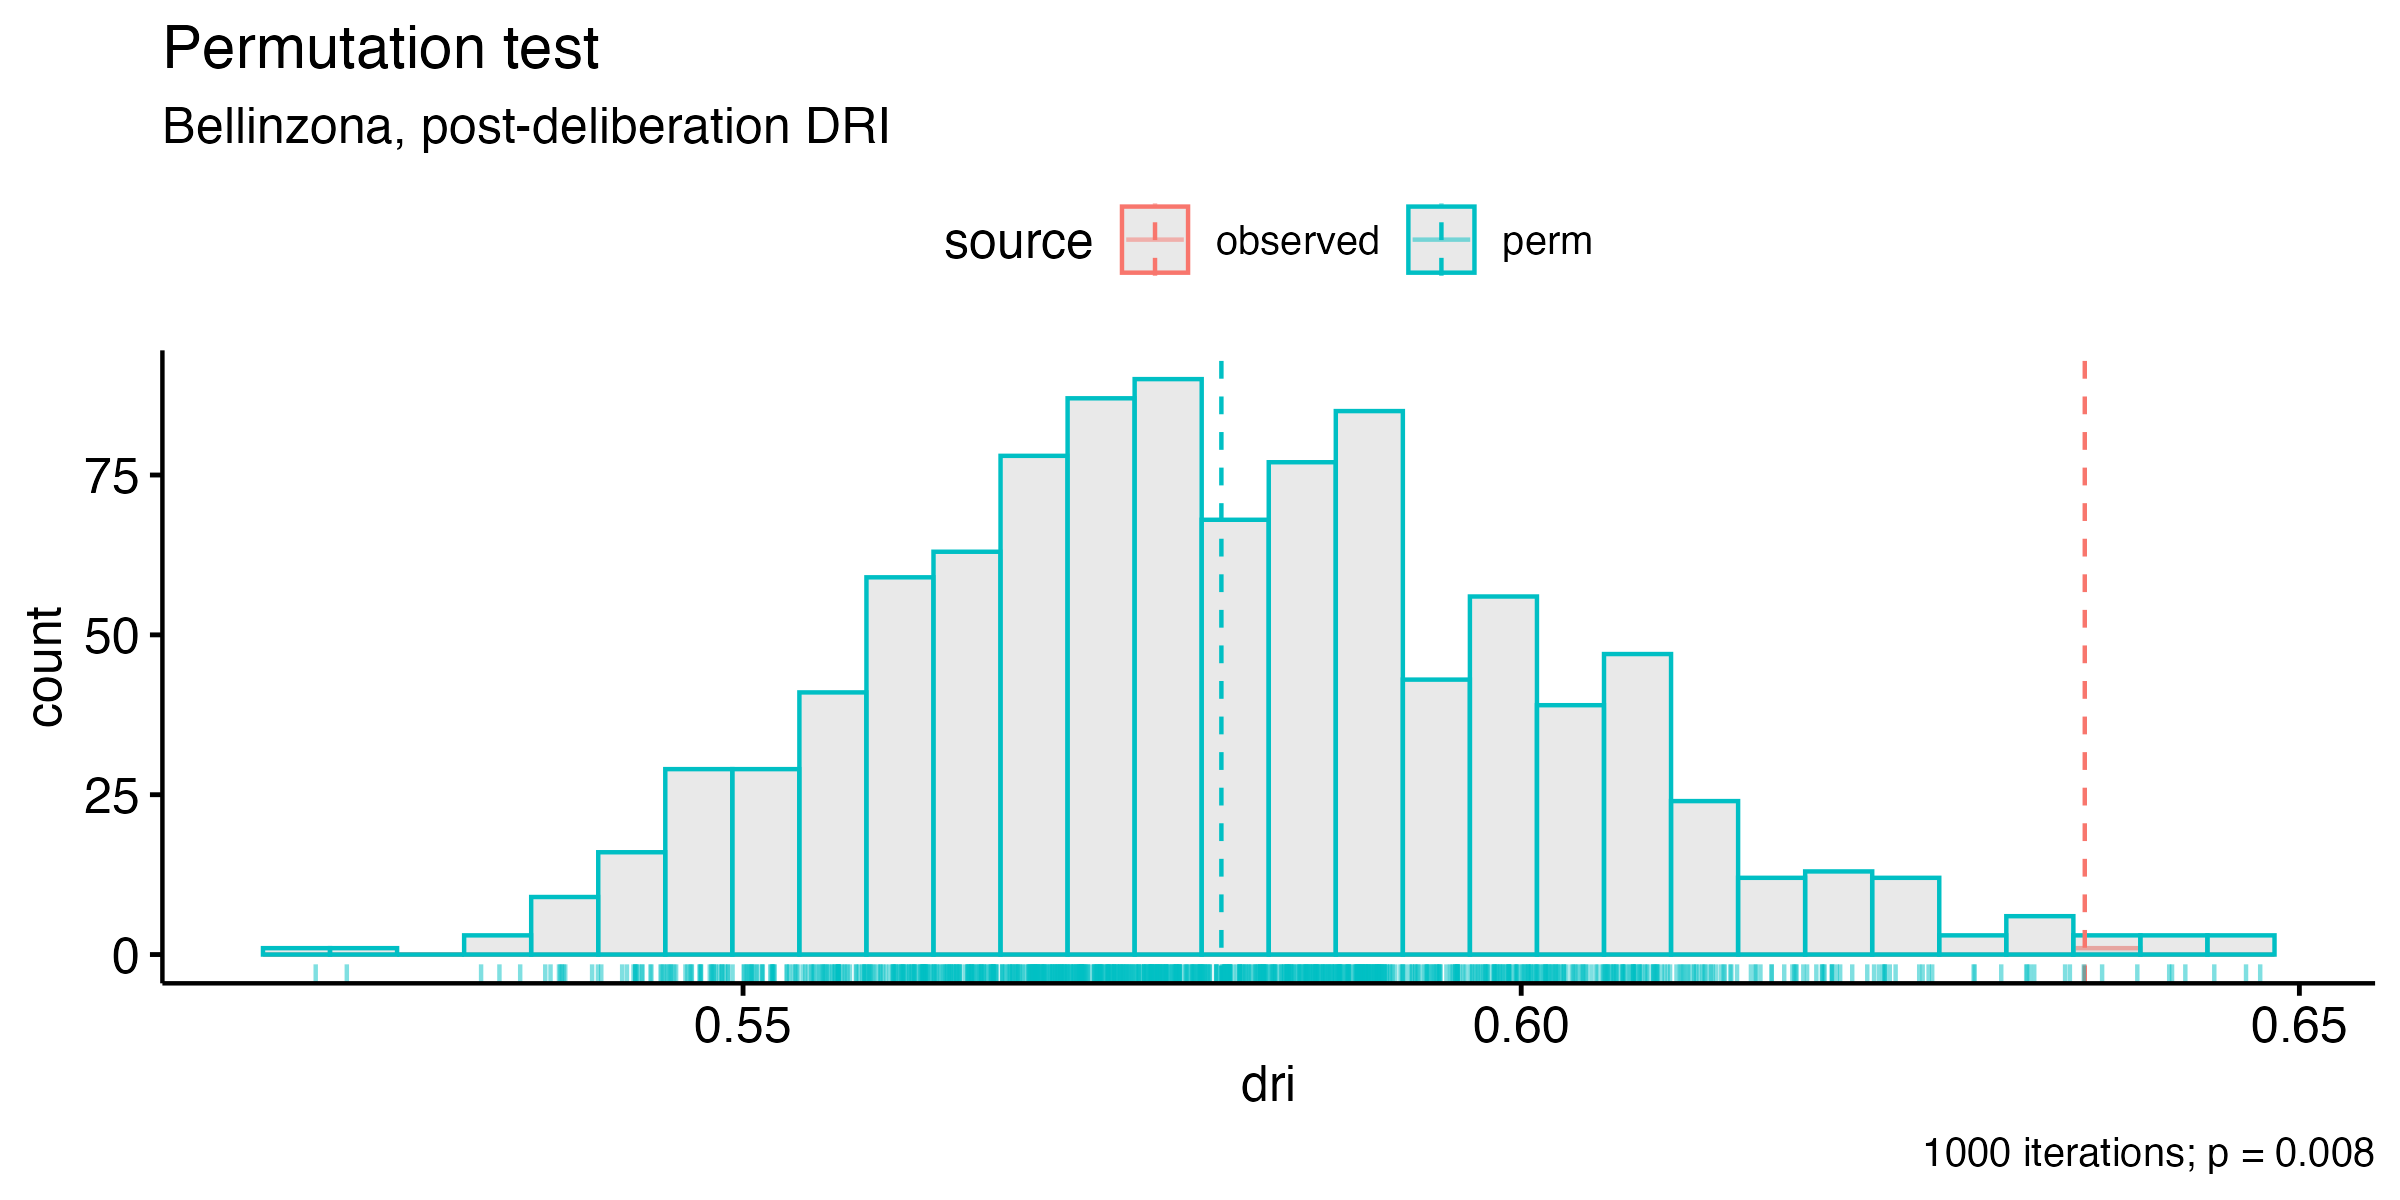 Permutation test
Bellinzona, post-deliberation DRI
source observed perm
count
75
50
25
0
0.55 0.60 0.65
dri
1000 iterations; p = 0.008